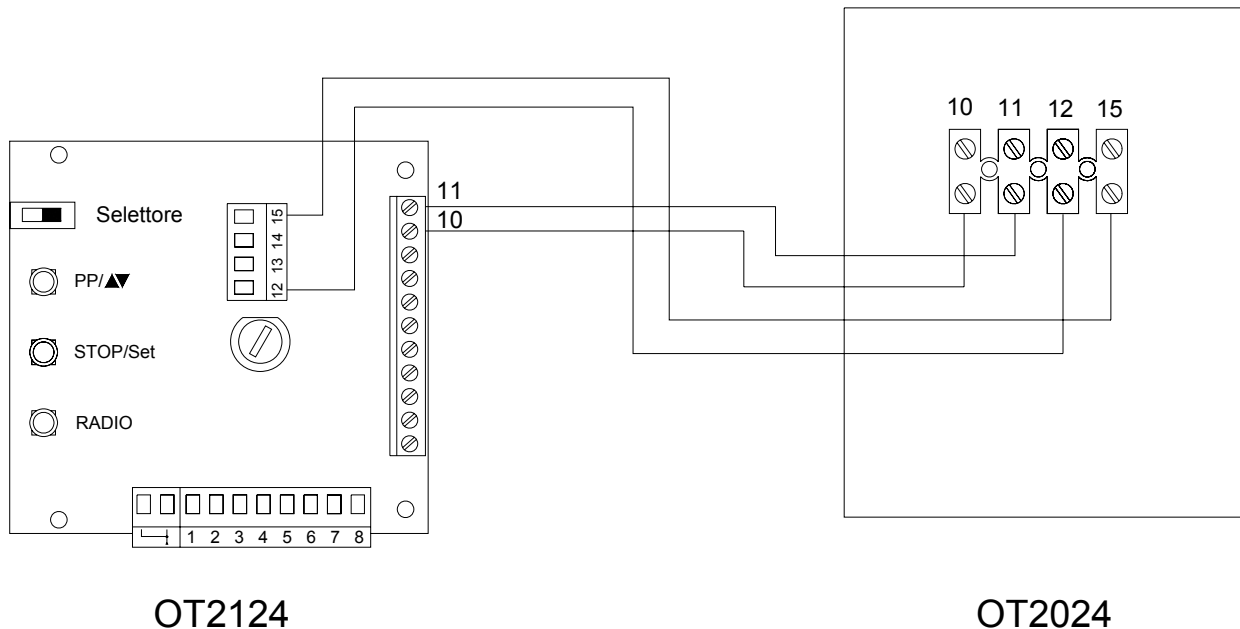 10 11 12 15
11
10
Selettore
15
14
13
12
PP/▲▼
STOP/Set
RADIO
1 2 3 4 5 6 7 8
OT2124
OT2024